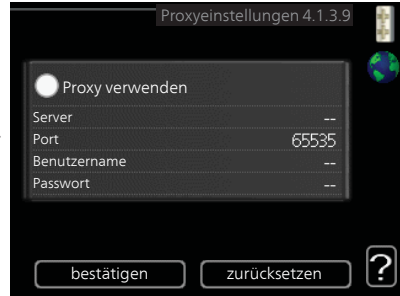 Proxyeinstellungen 4.1.3.9
Proxy verwenden
Server --
Port 65535
Benutzername --
Passwort --
bestätigen zurücksetzen ?